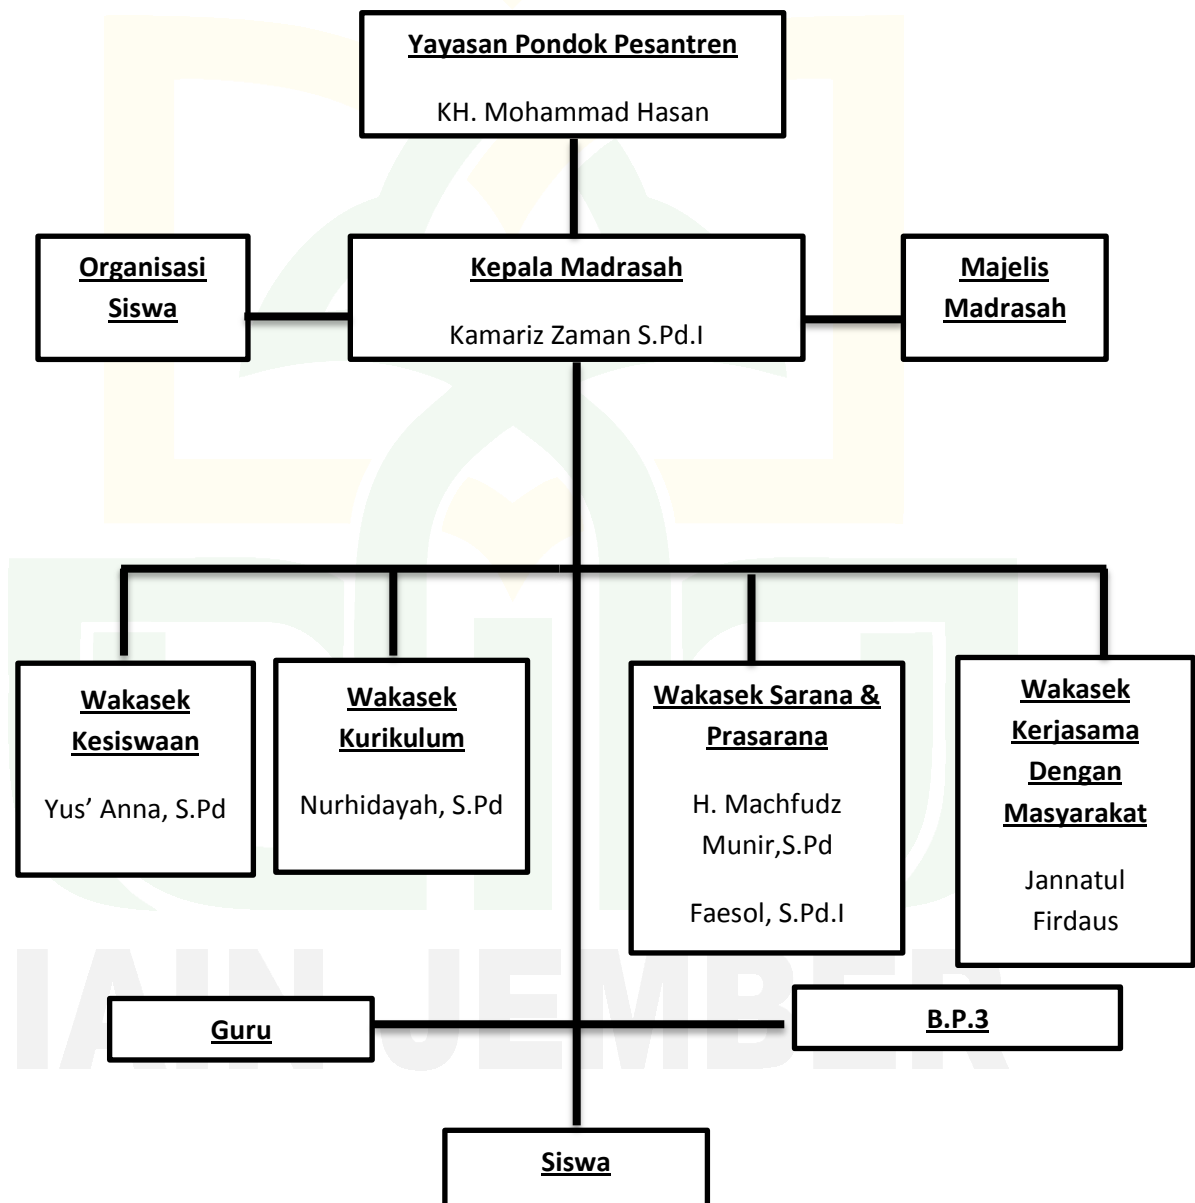 Yayasan Pondok Pesantren
KH. Mohammad Hasan
Organisasi
Siswa
Kepala Madrasah
Kamariz Zaman S.Pd.I
Majelis
Madrasah
Wakasek
Kesiswaan
Yus’ Anna, S.Pd
Wakasek
Kurikulum
Nurhidayah, S.Pd
Wakasek Sarana &
Prasarana
H. Machfudz
Munir,S.Pd
Faesol, S.Pd.I
Wakasek
Kerjasama
Dengan
Masyarakat
Jannatul
Firdaus
IAIN JEMBER
Guru
B.P.3
Siswa